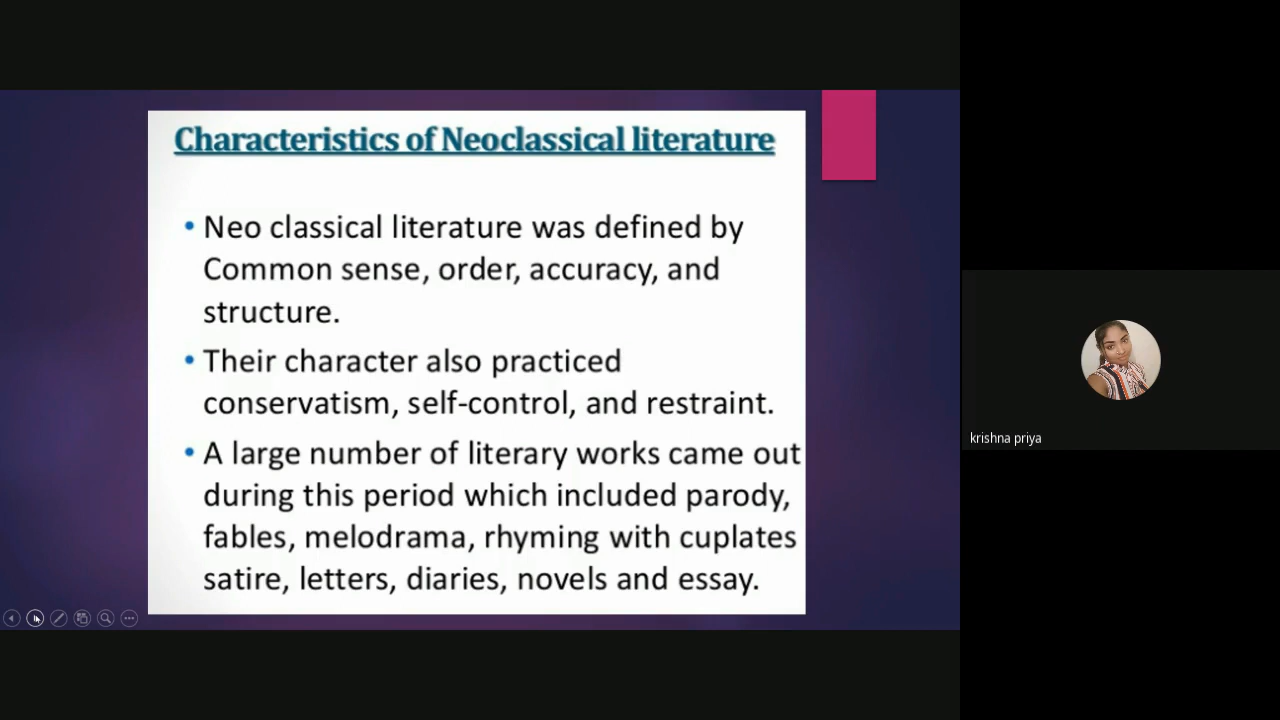 Characteristics of Neoclassical literature
• Neo classical literature was defined by
Common sense, order, accuracy, and
structure.
• Their character also practiced
conservatism, self-control, and restraint.
• A large number of literary works came out
during this period which included parody,
fables, melodrama, rhyming with cuplates
satire, letters, diaries, novels and essay.
krishna priya